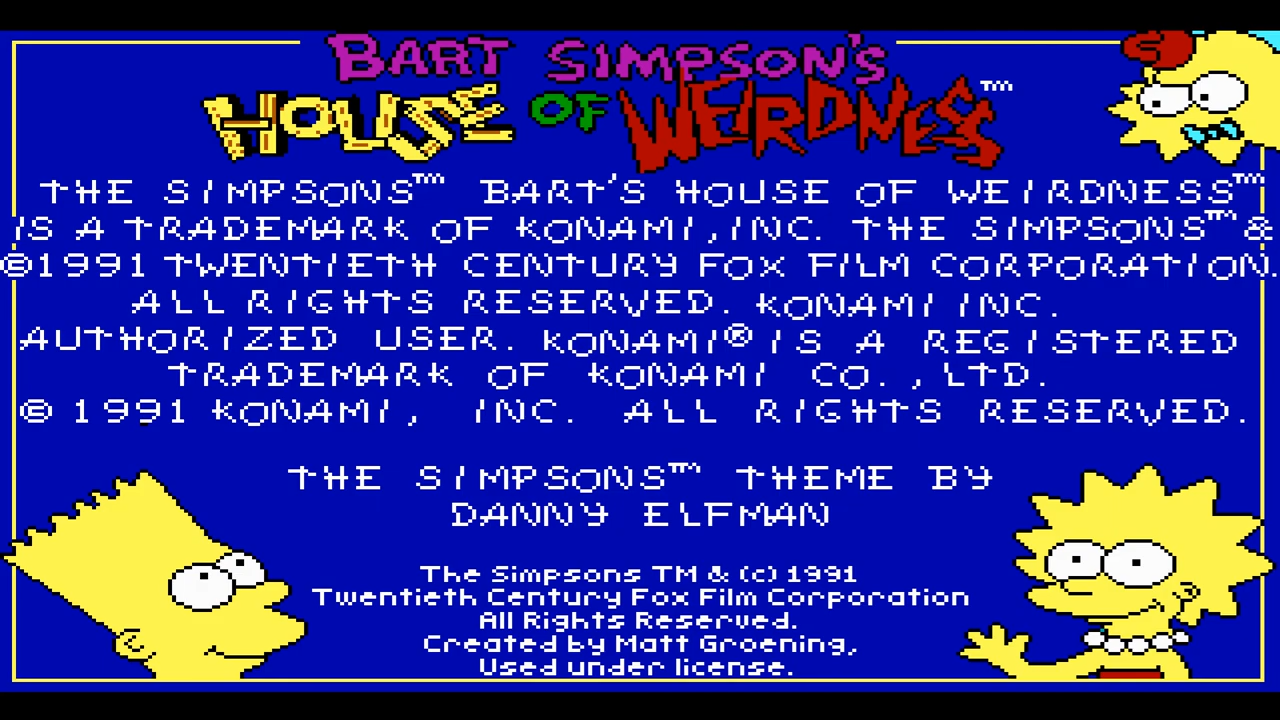 BART SIMPSON'S
HOUSE OF WEIRDNESS™
THE SIMPSONS™ BART'S HOUSE OF WEIRDNESS™
IS A TRADEMARK OF KONAMI, INC. THE SIMPSONS™ &
©1991 TWENTIETH CENTURY FOX FILM CORPORATION.
ALL RIGHTS RESERVED. KONAMI INC.
AUTHORIZED USER. KONAMI® IS A REGISTERED
TRADEMARK OF KONAMI CO., LTD.
© 1991 KONAMI, INC. ALL RIGHTS RESERVED.
THE SIMPSONS™ THEME BY
DANNY ELFMAN
The Simpsons TM & (c) 1991
Twentieth Century Fox Film Corporation
All Rights Reserved.
Created by Matt Groening,
Used under license.